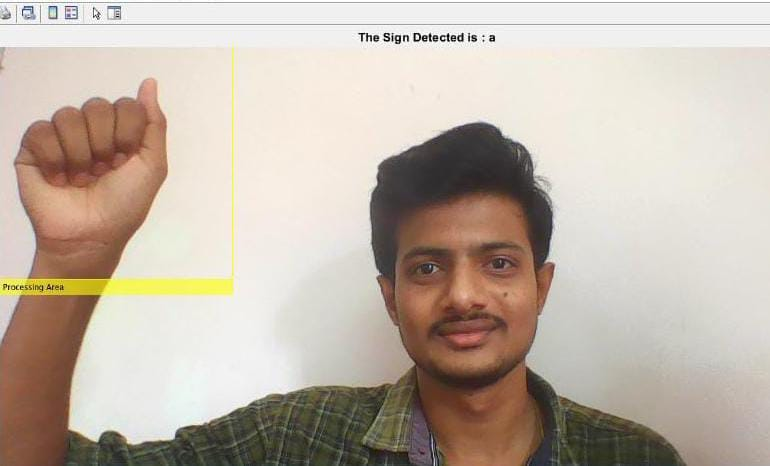 The Sign Detected is : a
Processing Area